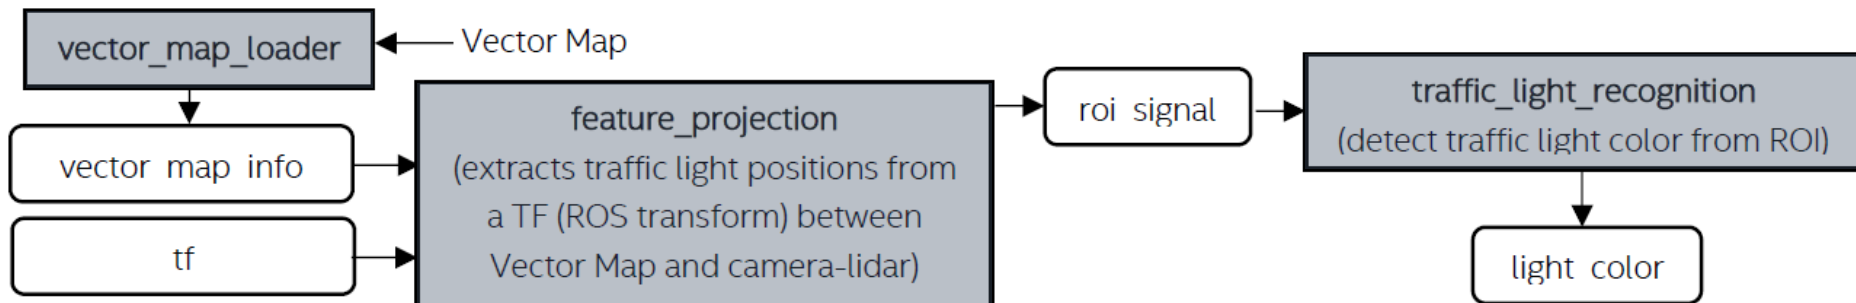 vector_map_loader
Vector Map
vector map info
tf
feature_projection
(extracts traffic light positions from
a TF (ROS transform) between
Vector Map and camera-lidar)
roi signal
traffic_light_recognition
(detect traffic light color from ROI)
light color